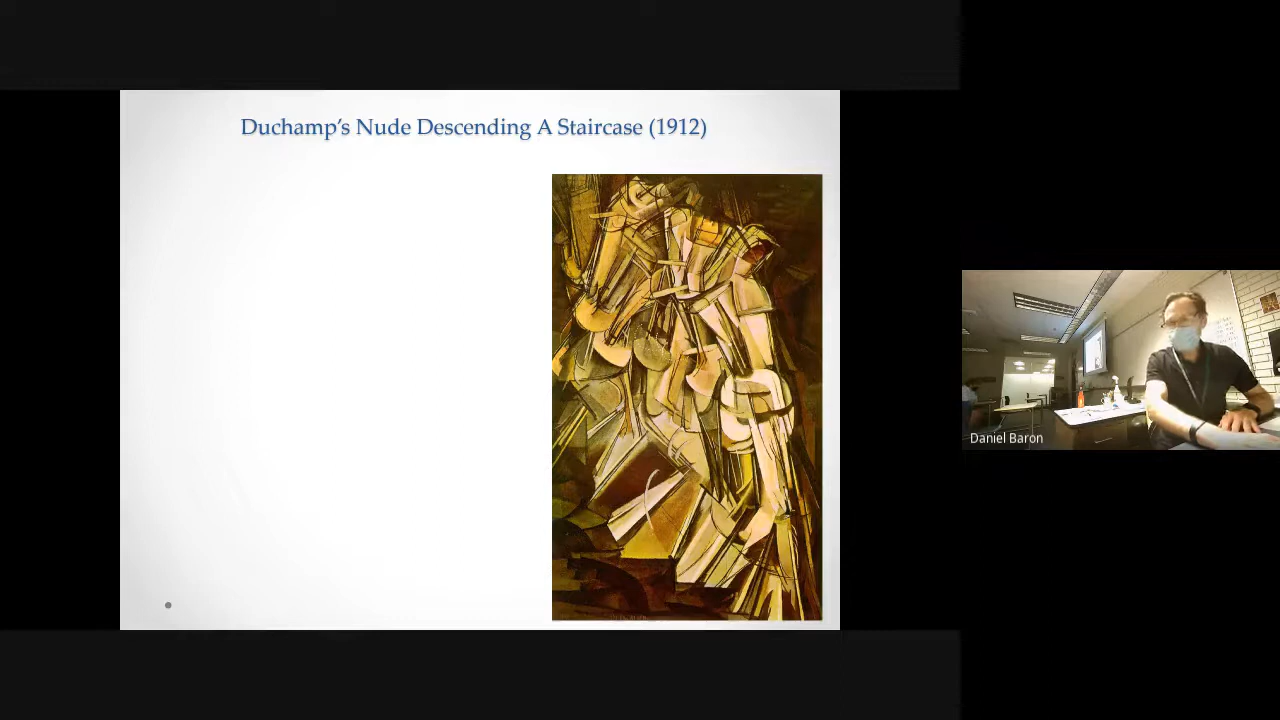 Duchamp’s Nude Descending A Staircase (1912)
Daniel Baron